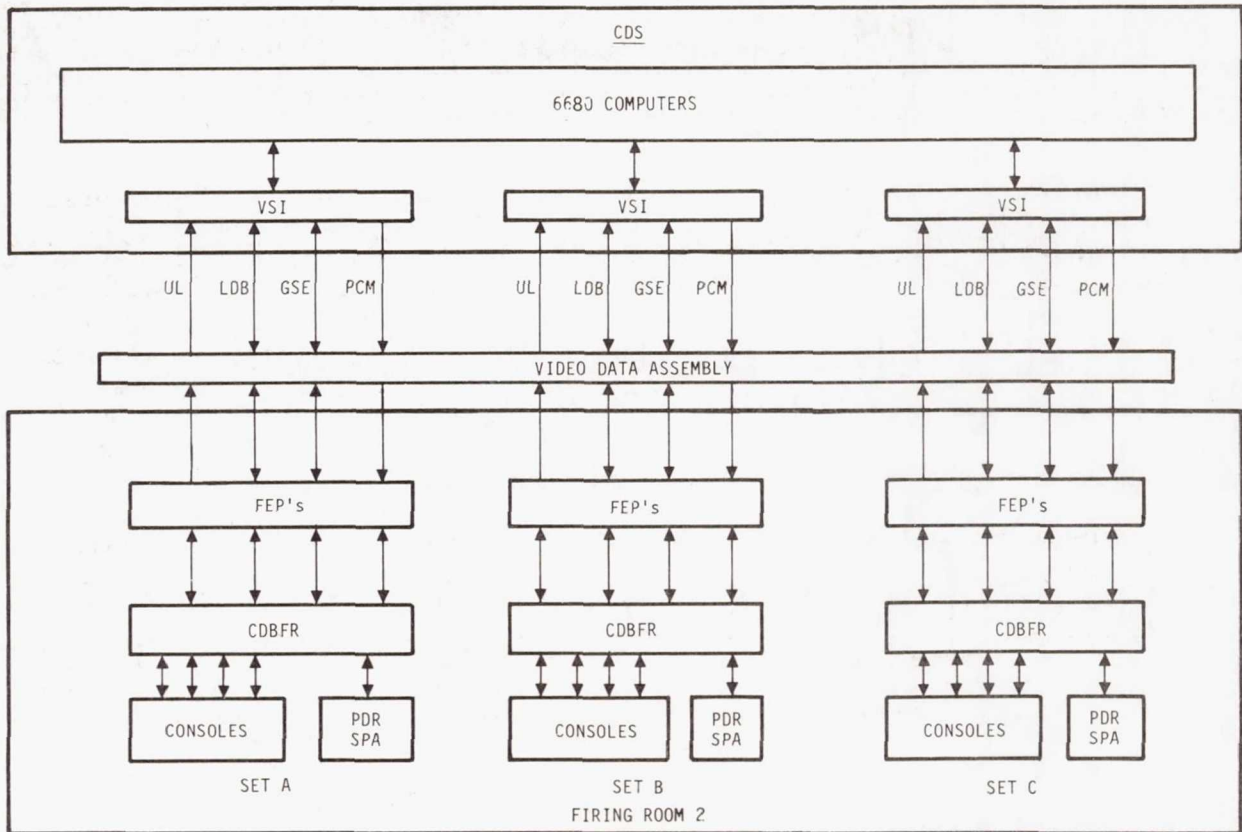 CDS
6680 COMPUTERS
VSI VSI VSI
UL LDB GSE PCM UL LDB GSE PCM UL LDB GSE PCM
VIDEO DATA ASSEMBLY
FEP's FEP's FEP's
CDBFR CDBFR CDBFR
CONSOLES PDR CONSOLES PDR CONSOLES PDR
SPA SPA SPA
SET A SET B SET C
FIRING ROOM 2